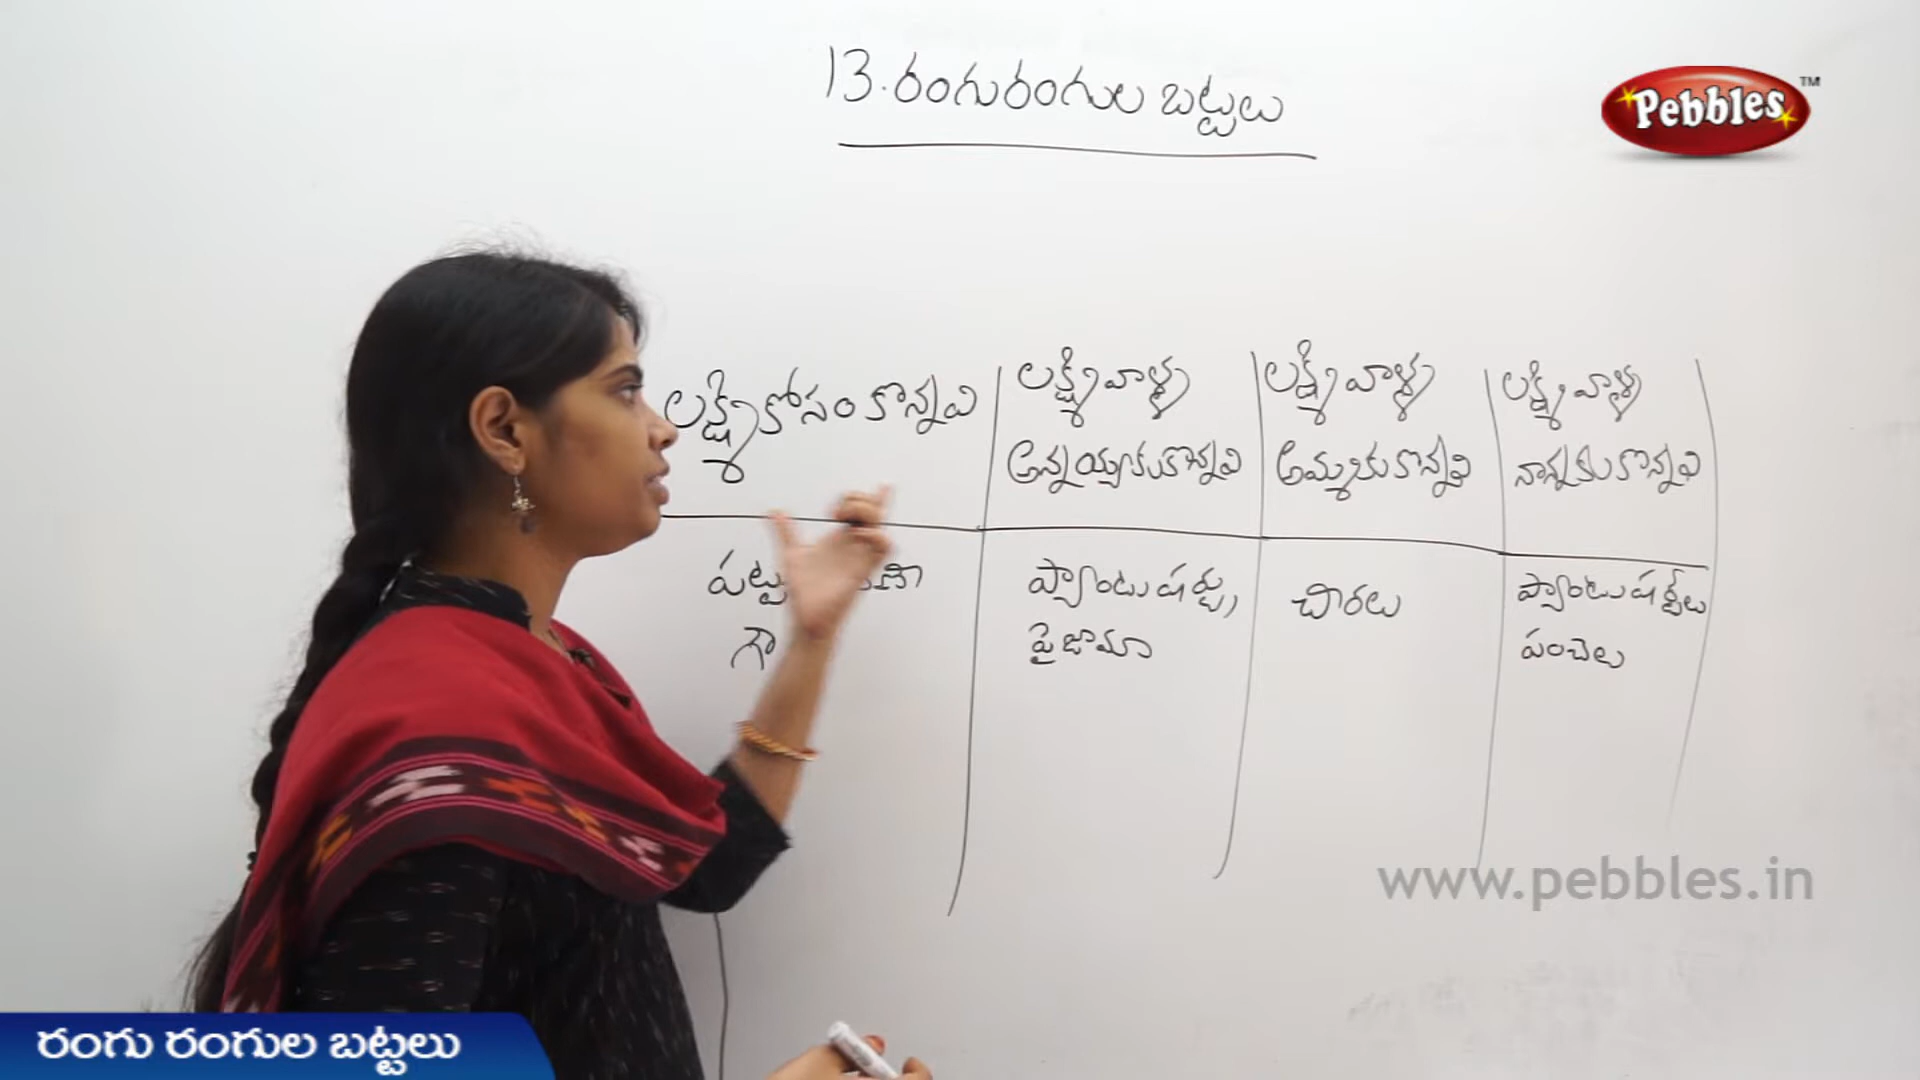 13. రంగురంగుల బట్టలు
Pebbles™
లక్ష్మి కోసం కొన్నవి
లక్ష్మి వాళ్ళ
అన్నయ్యకు కొన్నవి
లక్ష్మి వాళ్ళ
అమ్మకు కొన్నవి
లక్ష్మి వాళ్ళ
నాన్నకు కొన్నవి
ప్యాంటు షర్టు,
పైజామా
చీరలు
ప్యాంటు షర్టులు
పంచెలు
www.pebbles.in
రంగు రంగుల బట్టలు